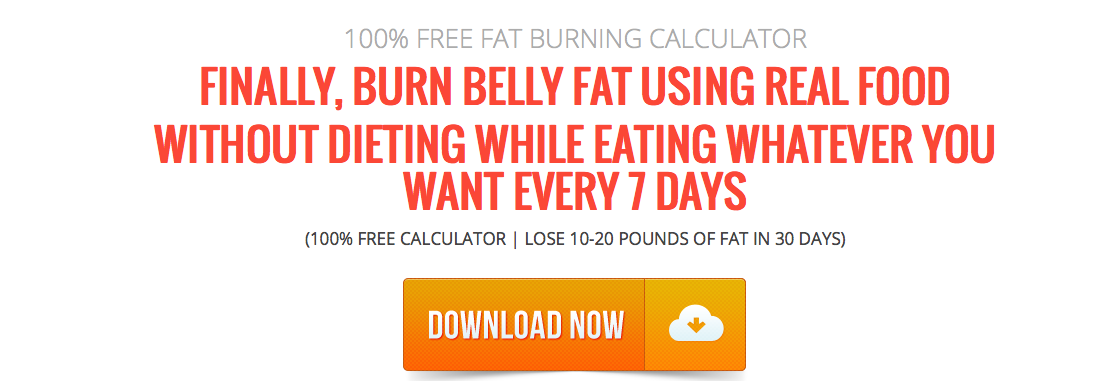 100% FREE FAT BURNING CALCULATOR
FINALLY, BURN BELLY FAT USING REAL FOOD
WITHOUT DIETING WHILE EATING WHATEVER YOU
WANT EVERY 7 DAYS
(100% FREE CALCULATOR | LOSE 10-20 POUNDS OF FAT IN 30 DAYS)
DOWNLOAD NOW